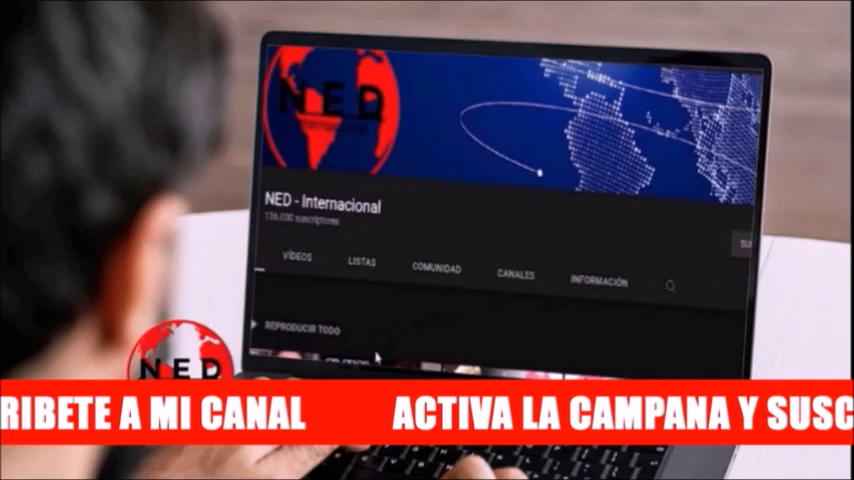 NED
NED - Internacional
136.000 suscriptores
VÍDEOS LISTAS COMUNIDAD CANALES INFORMACIÓN
REPRODUCIR TODO
NED
RIBETE A MI CANAL ACTIVA LA CAMPANA Y SUSC